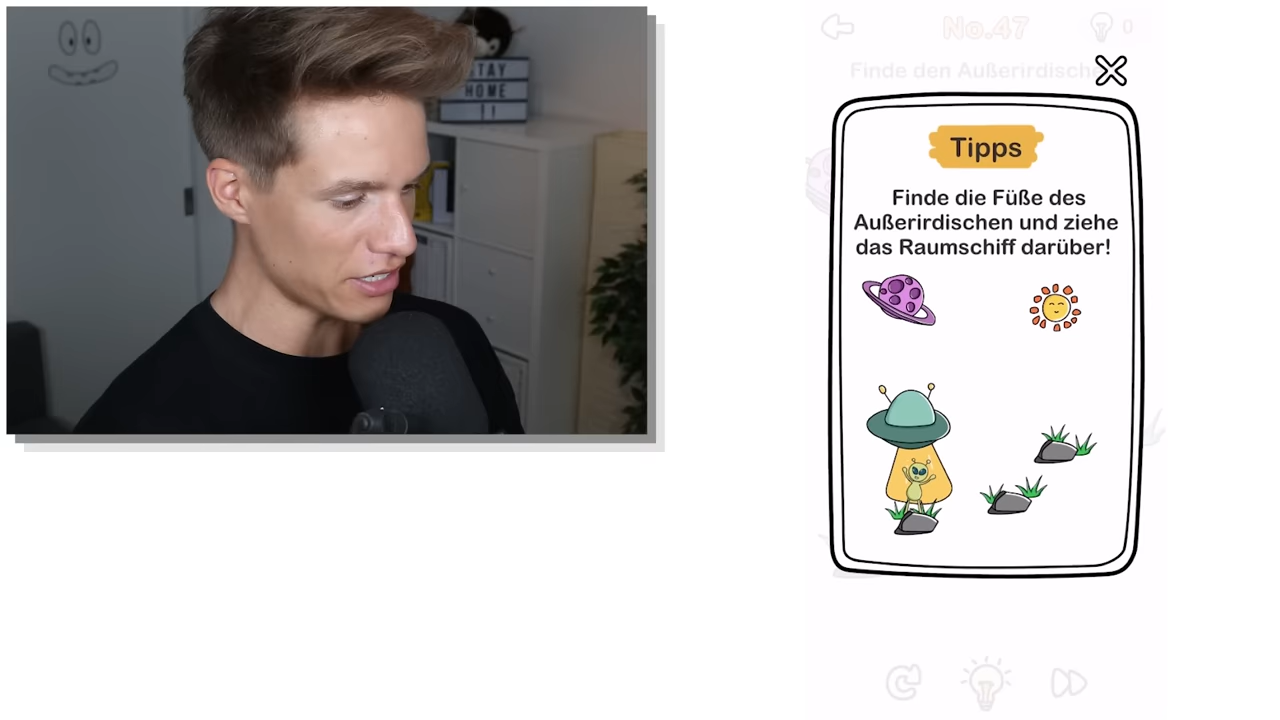 STAY
HOME
!!
No.47
0
Finde den Außerirdisch
Tipps
Finde die Füße des
Außerirdischen und ziehe
das Raumschiff darüber!